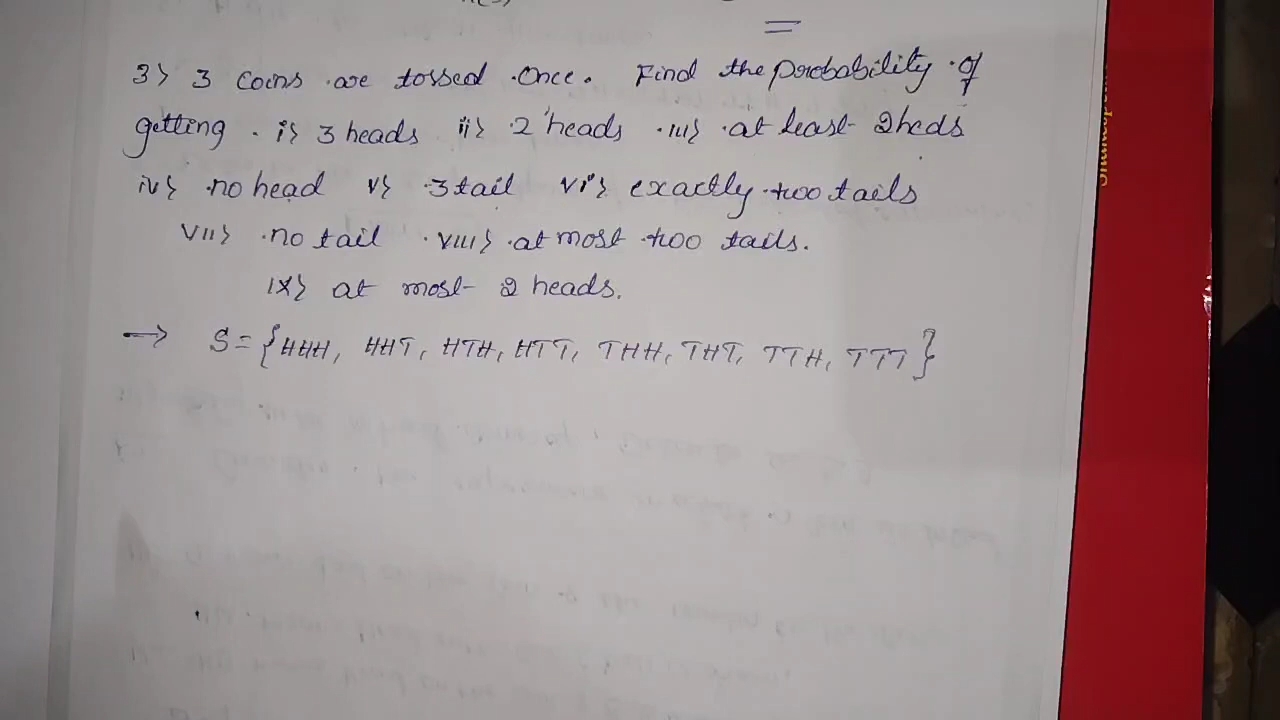 3> 3 coins are tossed once. Find the probability of
getting i> 3 heads ii> 2 heads iii> at least 2 heds
iv> no head v> 3 tail vi> exactly two tails
vii> no tail viii> at most two tails.
ix> at most 2 heads.
→ S = {HHH, HHT, HTH, HTT, THH, THT, TTH, TTT}